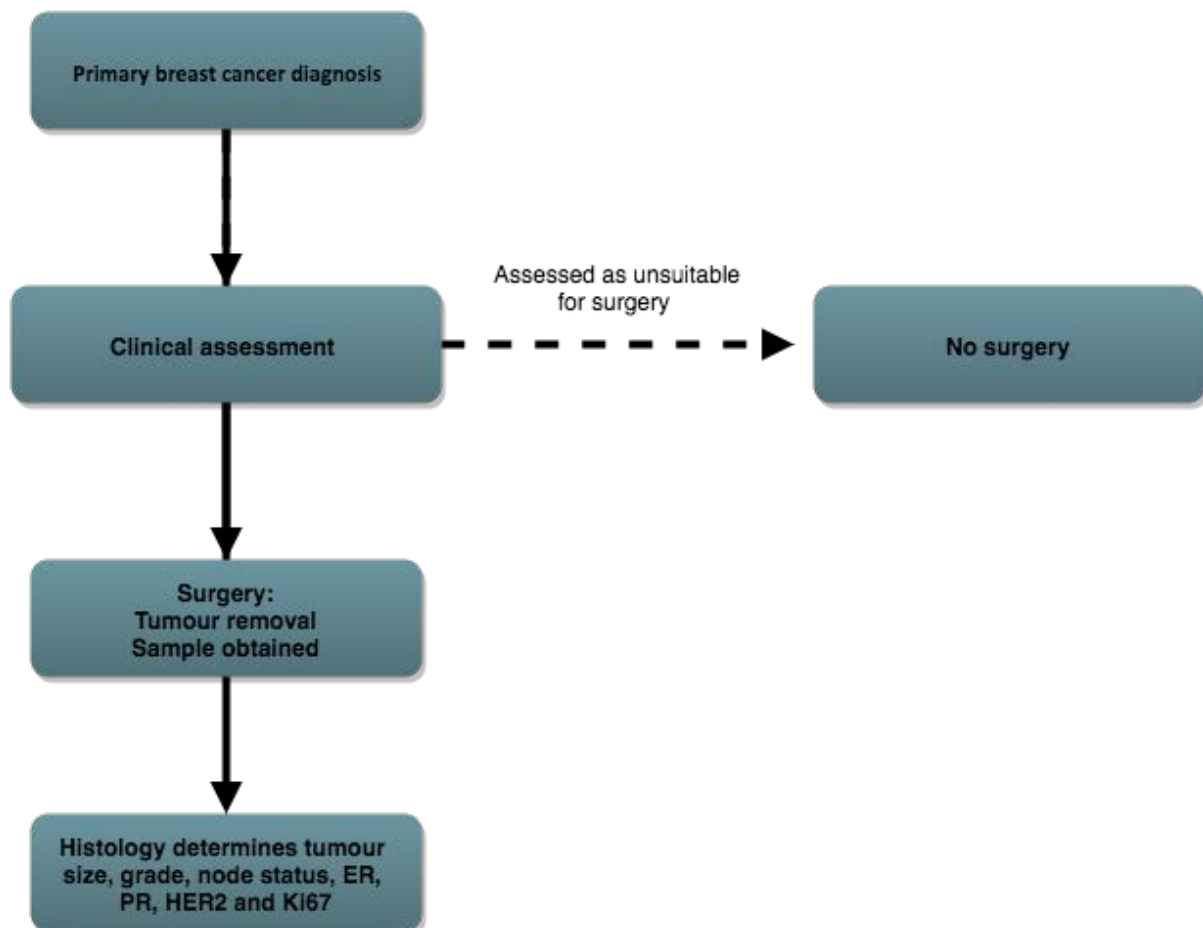 Primary breast cancer diagnosis
Assessed as unsuitable
for surgery
Clinical assessment
No surgery
Surgery:
Tumour removal
Sample obtained
Histology determines tumour
size, grade, node status, ER,
PR, HER2 and Ki67